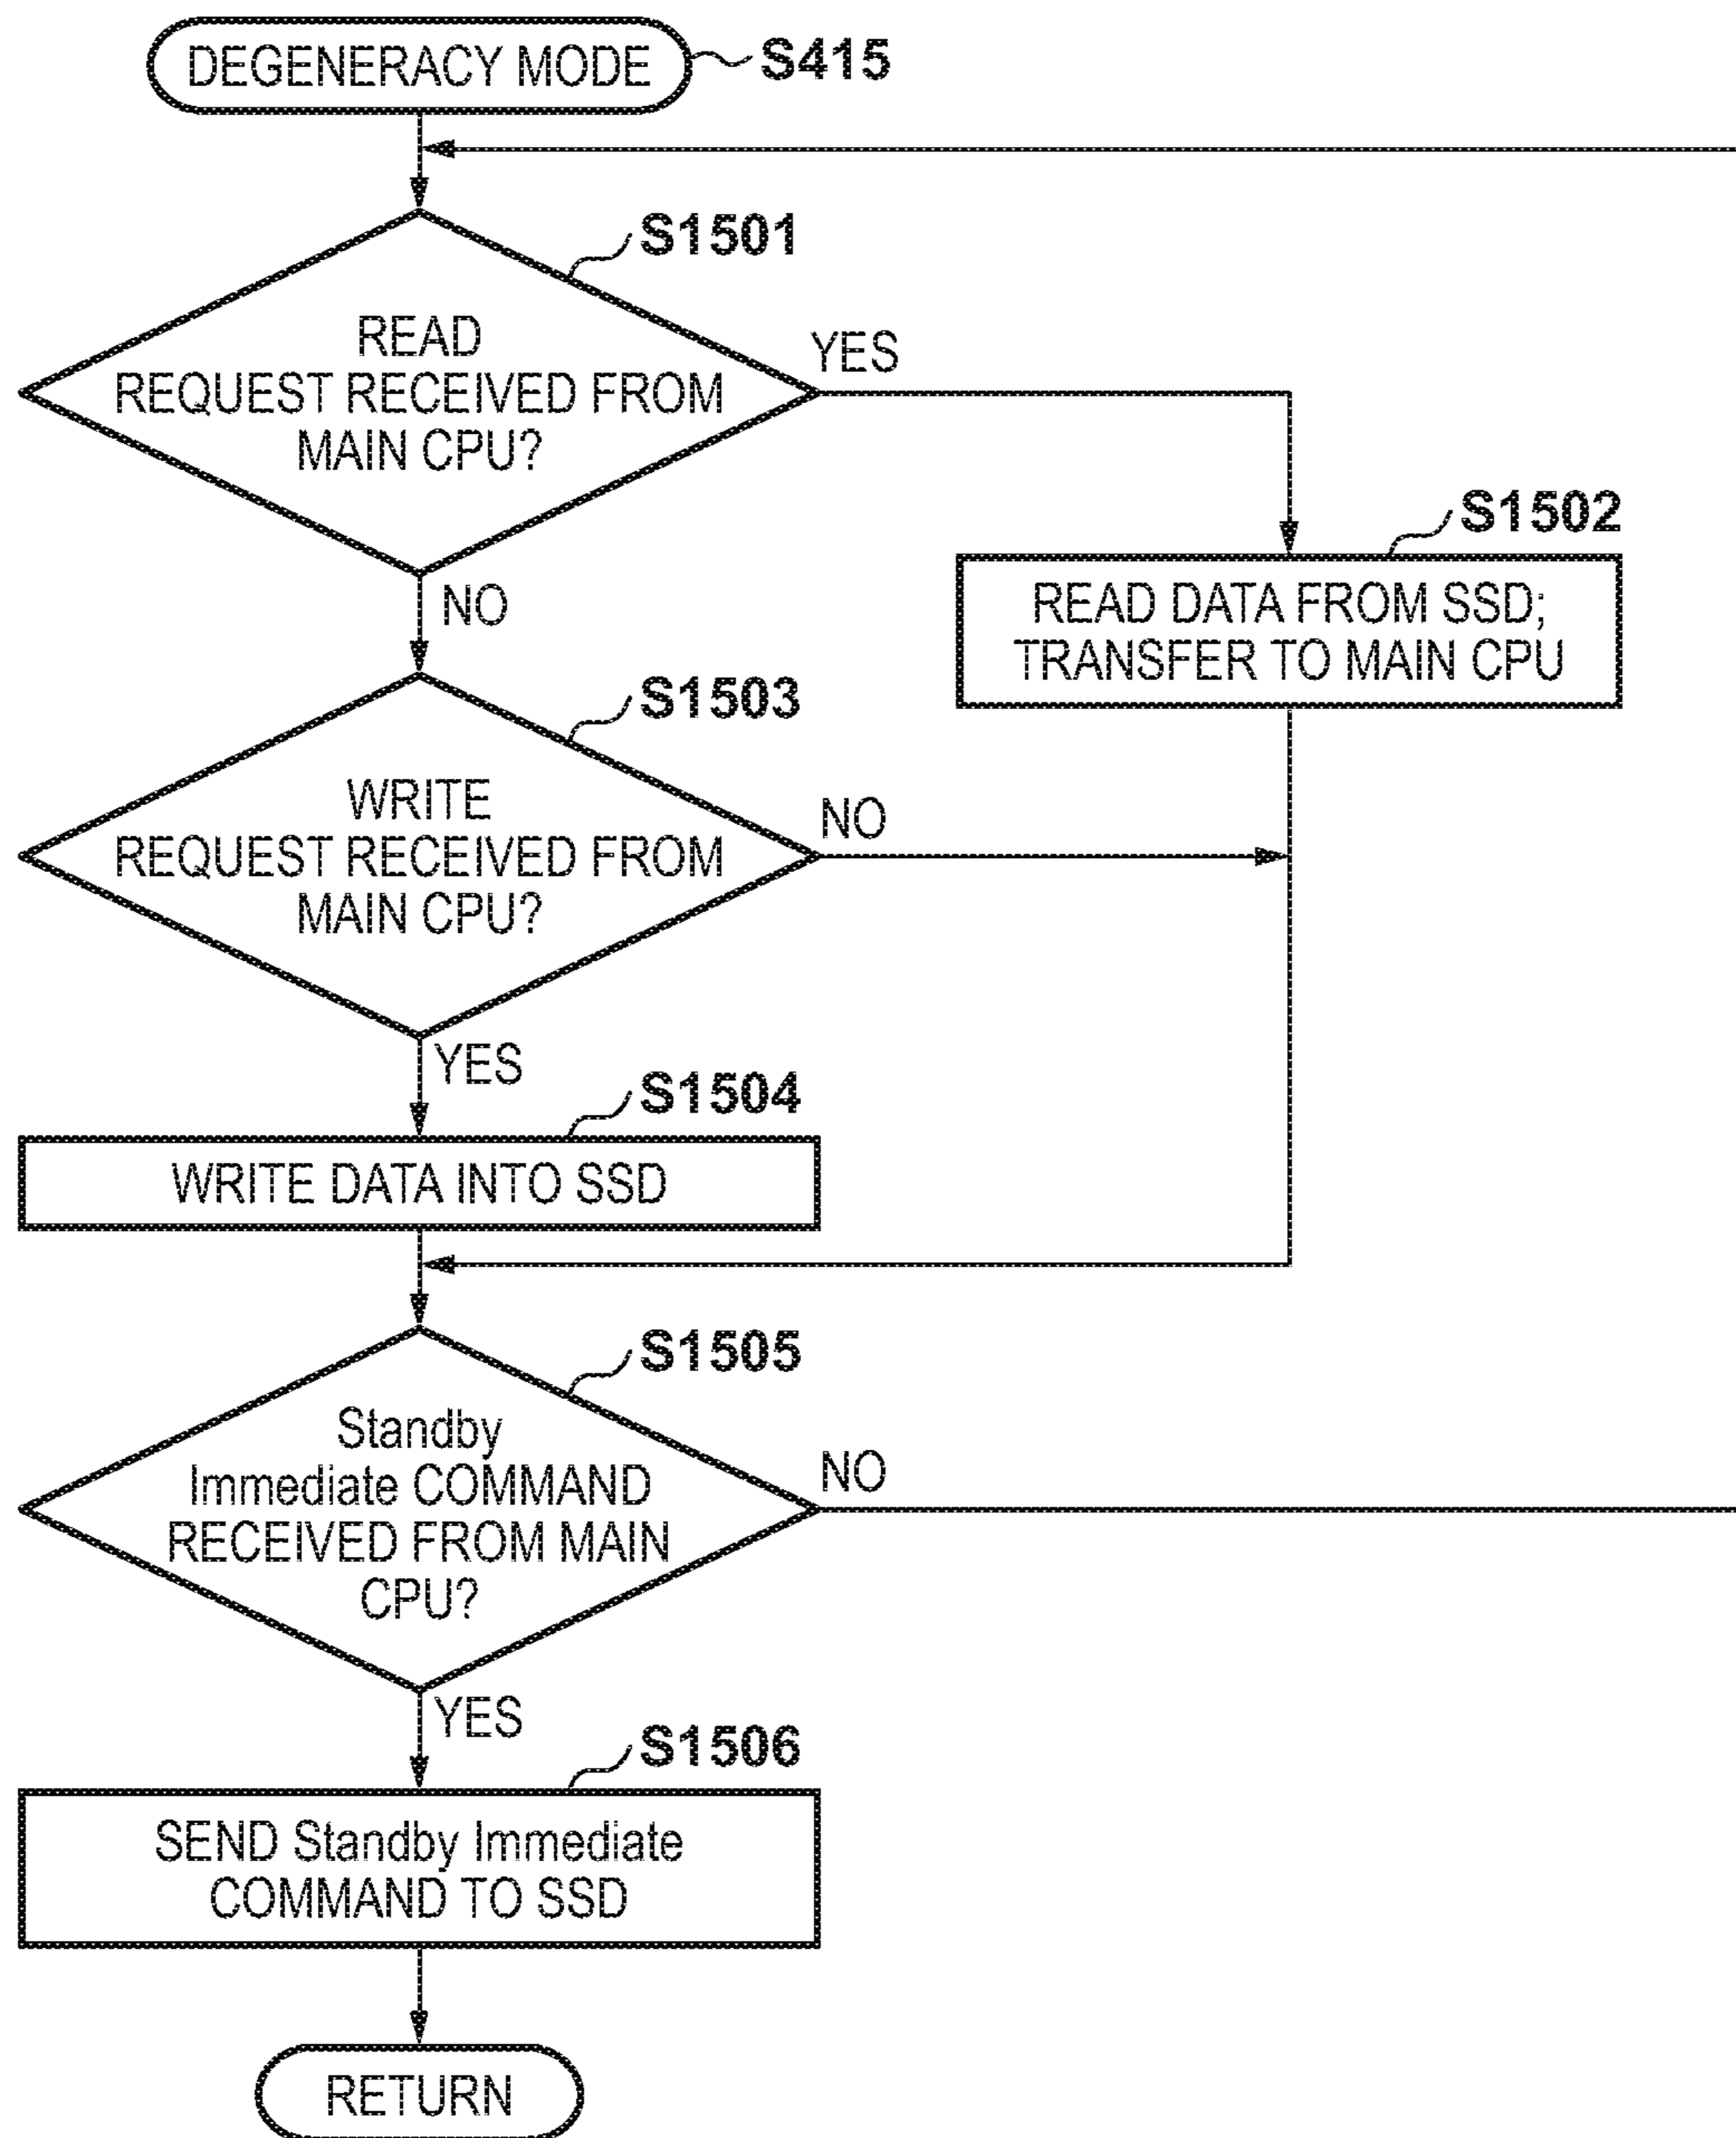 DEGENERACY MODE
S415
S1501
READ
REQUEST RECEIVED FROM
MAIN CPU?
YES
NO
S1502
READ DATA FROM SSD;
TRANSFER TO MAIN CPU
S1503
WRITE
REQUEST RECEIVED FROM
MAIN CPU?
NO
YES
S1504
WRITE DATA INTO SSD
S1505
Standby
Immediate COMMAND
RECEIVED FROM MAIN
CPU?
NO
YES
S1506
SEND Standby Immediate
COMMAND TO SSD
RETURN